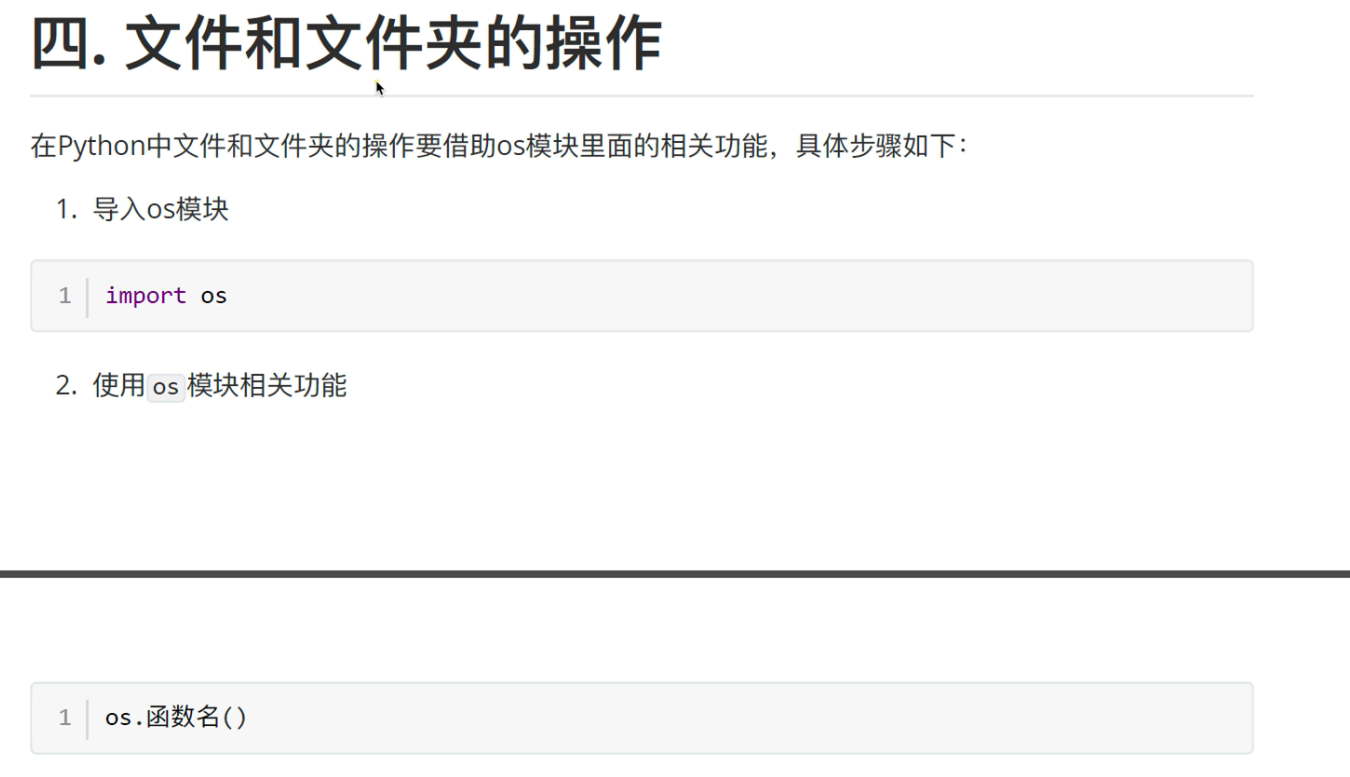 四. 文件和文件夹的操作
在Python中文件和文件夹的操作要借助os模块里面的相关功能，具体步骤如下：
1. 导入os模块
1 import os
2. 使用os模块相关功能
1 os.函数名()